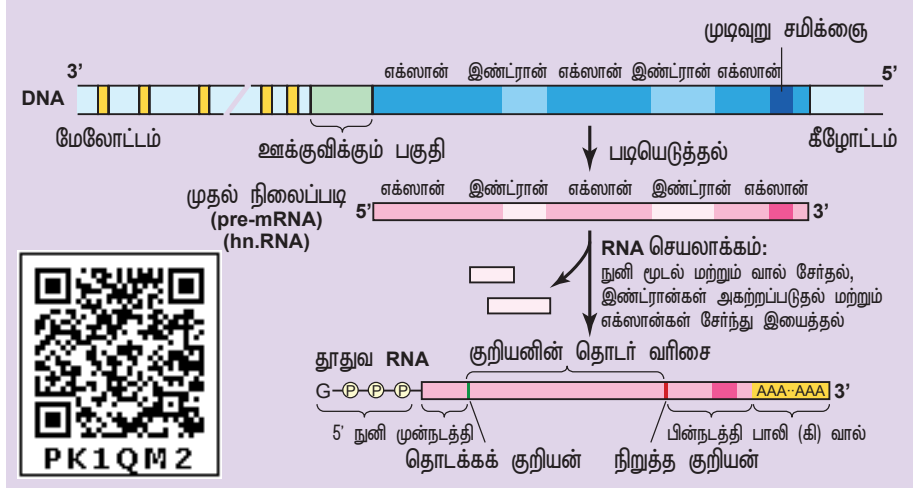 முடிவுறு சமிக்ஞை
3’ எக்ஸான் இண்ட்ரான் எக்ஸான் இண்ட்ரான் எக்ஸான் 5’
DNA
மேலோட்டம் ஊக்குவிக்கும் பகுதி படியெடுத்தல் கீழோட்டம்
முதல் நிலைப்படி
(pre-mRNA)
(hn.RNA)
எக்ஸான் இண்ட்ரான் எக்ஸான் இண்ட்ரான் எக்ஸான்
5’ 3’
RNA செயலாக்கம்:
நுனி மூடல் மற்றும் வால் சேர்தல்,
இண்ட்ரான்கள் அகற்றப்படுதல் மற்றும்
எக்ஸான்கள் சேர்ந்து இயைத்தல்
தூதுவ RNA குறியனின் தொடர் வரிசை
G-P-P-P AAA··AAA 3’
5’ நுனி முன்நடத்தி பின்நடத்தி பாலி (கி) வால்
தொடக்கக் குறியன் நிறுத்த குறியன்
PK1QM2